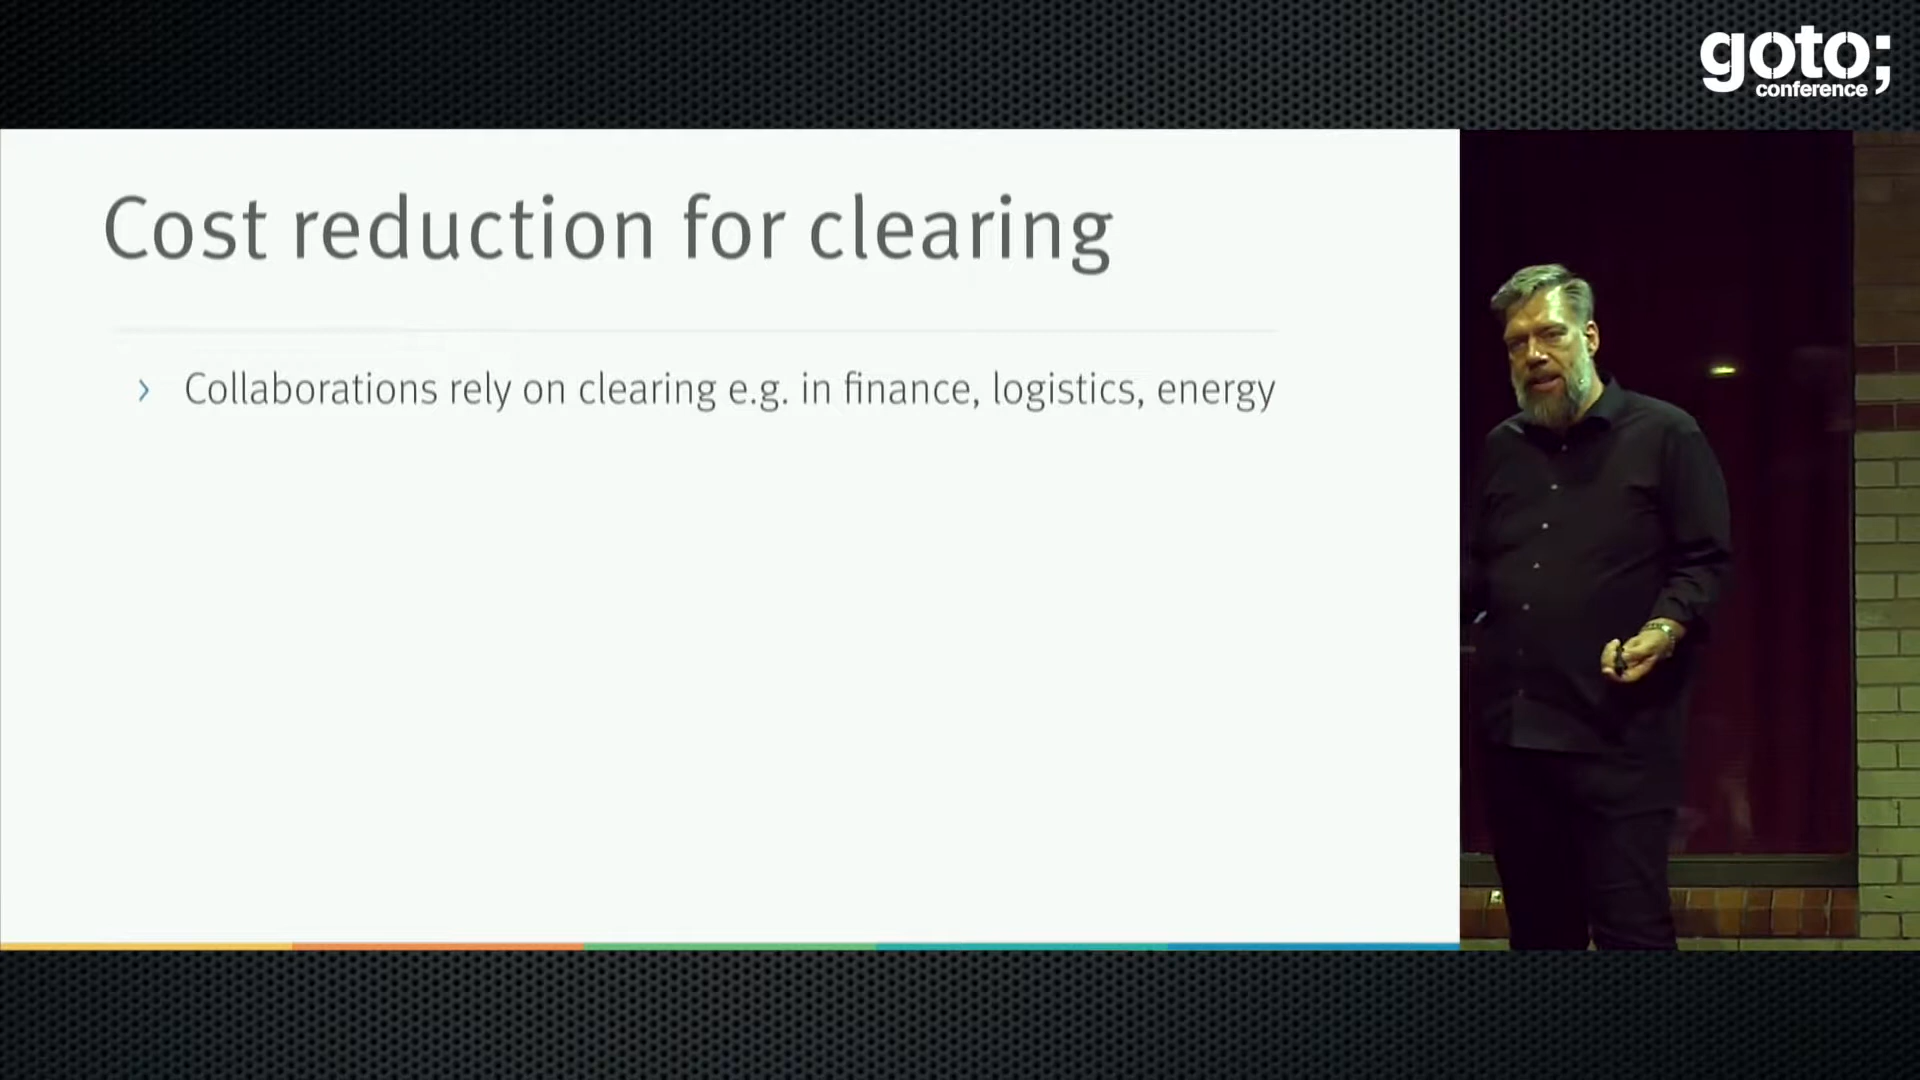 goto;
conference
Cost reduction for clearing
› Collaborations rely on clearing e.g. in finance, logistics, energy